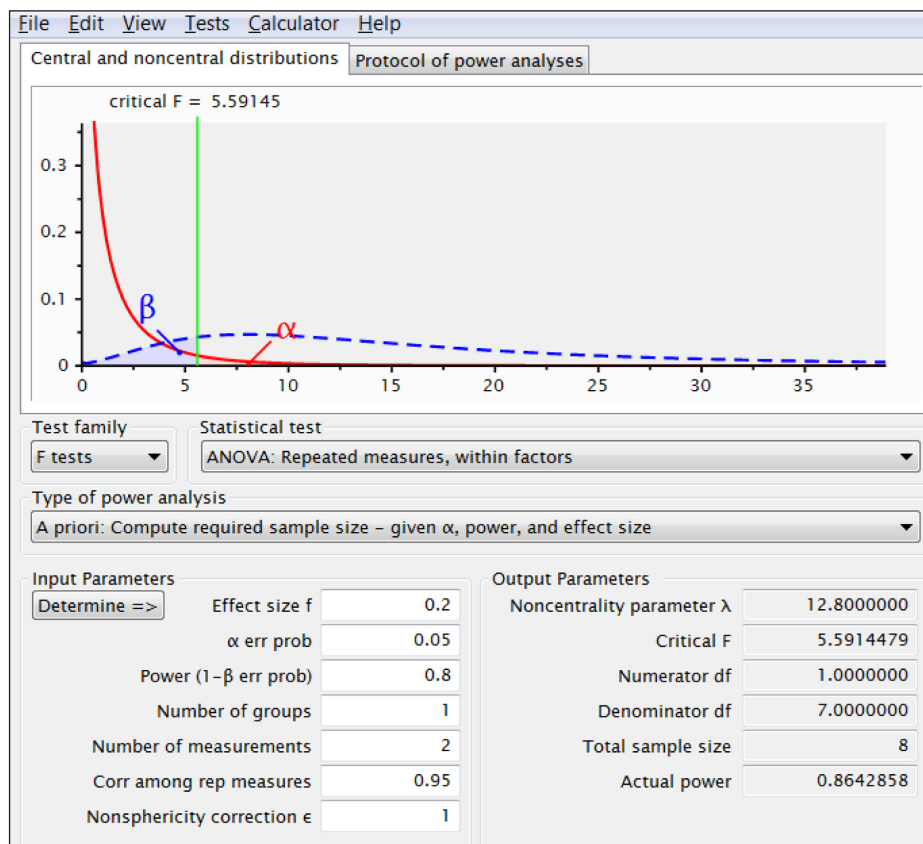 File Edit View Tests Calculator Help
Central and noncentral distributions Protocol of power analyses
critical F = 5.59145
0.3
0.2
0.1
β
α
0
0 5 10 15 20 25 30 35
Test family Statistical test
F tests ANOVA: Repeated measures, within factors
Type of power analysis
A priori: Compute required sample size – given α, power, and effect size
Input Parameters Output Parameters
Determine => Effect size f 0.2 Noncentrality parameter λ 12.8000000
α err prob 0.05 Critical F 5.5914479
Power (1-β err prob) 0.8 Numerator df 1.0000000
Number of groups 1 Denominator df 7.0000000
Number of measurements 2 Total sample size 8
Corr among rep measures 0.95 Actual power 0.8642858
Nonsphericity correction ϵ 1